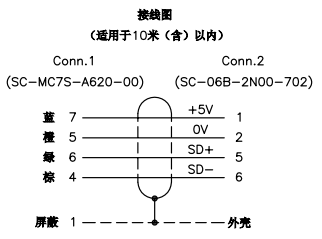 接线图
(适用于10米(含)以内)
Conn.1 Conn.2
(SC-MC7S-A620-00) (SC-06B-2N00-702)
蓝 7 +5V 1
橙 5 0V 2
绿 6 SD+ 5
棕 4 SD- 6
屏蔽 1 外壳